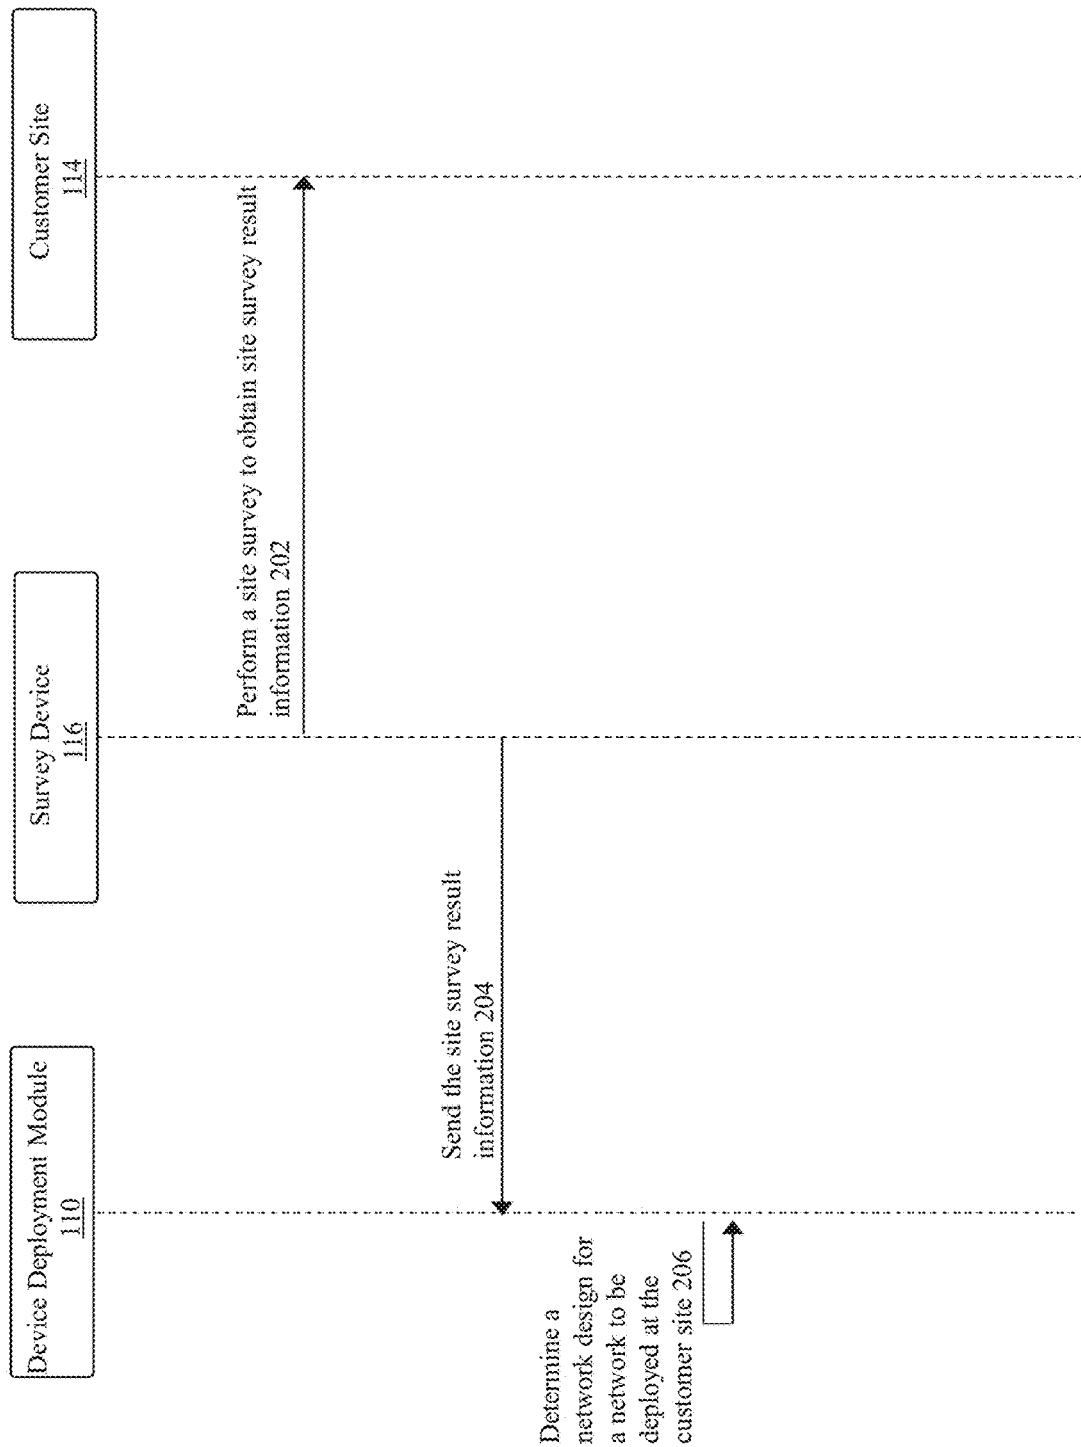 Device Deployment Module
110
Survey Device
116
Customer Site
114
Perform a site survey to obtain site survey result
information 202
Send the site survey result
information 204
Determine a
network design for
a network to be
deployed at the
customer site 206